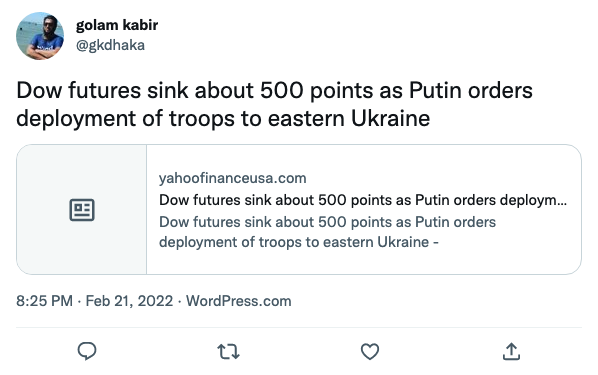 golam kabir
@gkdhaka
Dow futures sink about 500 points as Putin orders
deployment of troops to eastern Ukraine
yahoofinanceusa.com
Dow futures sink about 500 points as Putin orders deploym...
Dow futures sink about 500 points as Putin orders
deployment of troops to eastern Ukraine -
8:25 PM · Feb 21, 2022 · WordPress.com